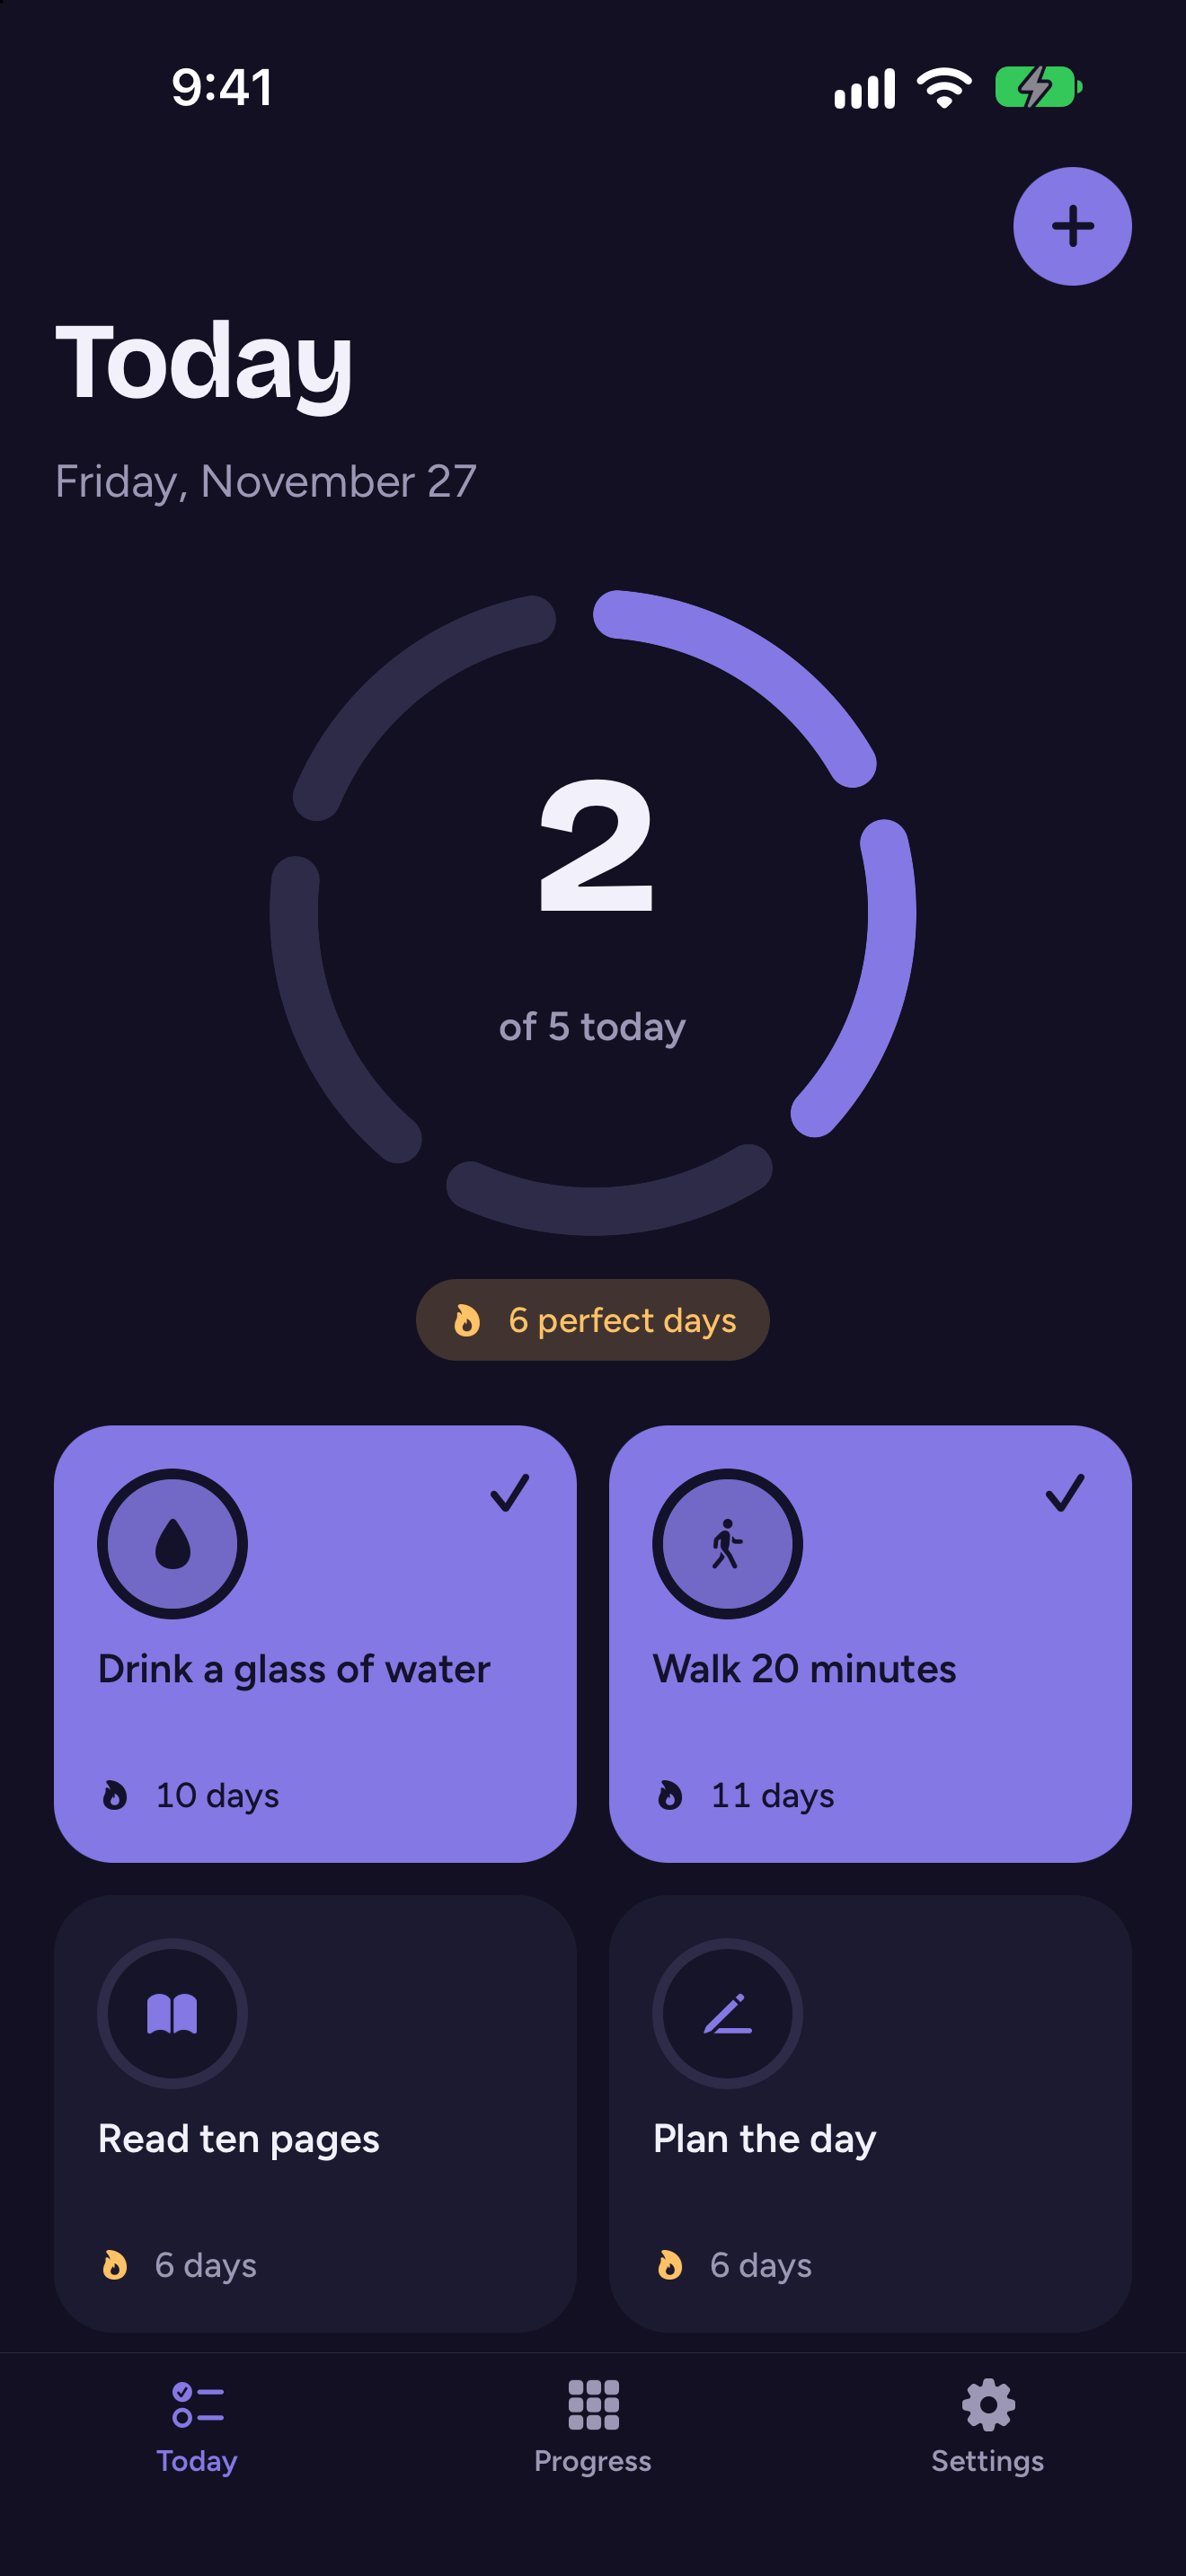 9:41
Today
Friday, November 27
2
of 5 today
6 perfect days
Drink a glass of water
10 days
Walk 20 minutes
11 days
Read ten pages
6 days
Plan the day
6 days
Today
Progress
Settings